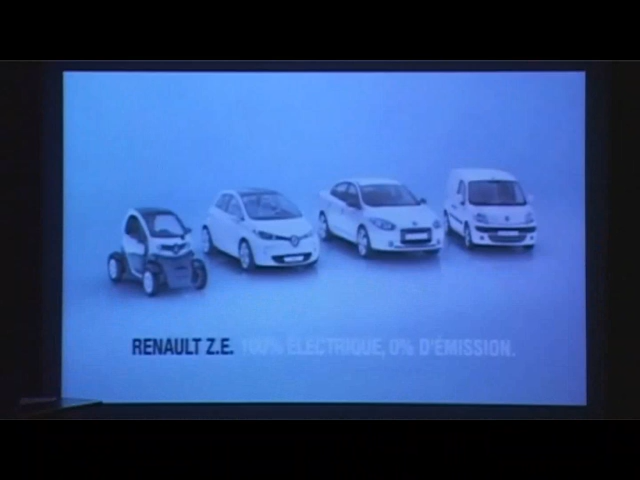 RENAULT Z.E. 100% ÉLECTRIQUE, 0% D'ÉMISSION.